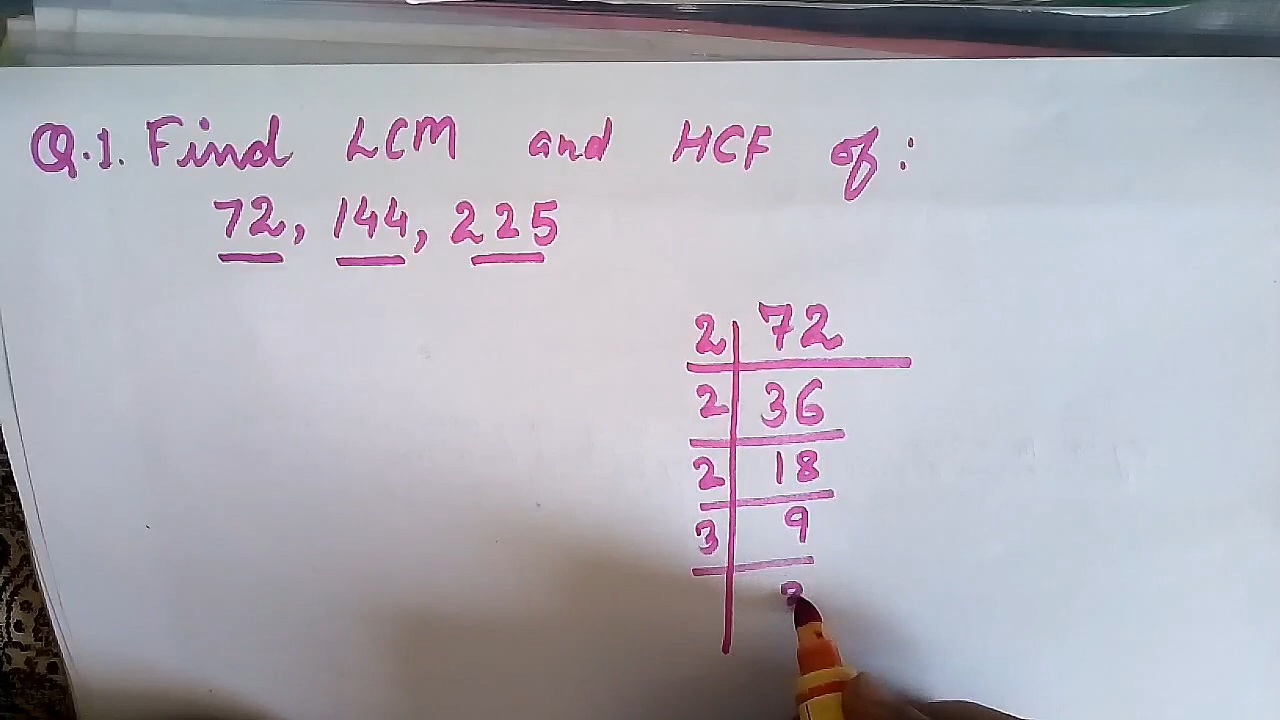 Q.1. Find LCM and HCF of:
72, 144, 225
2 72
2 36
2 18
3 9